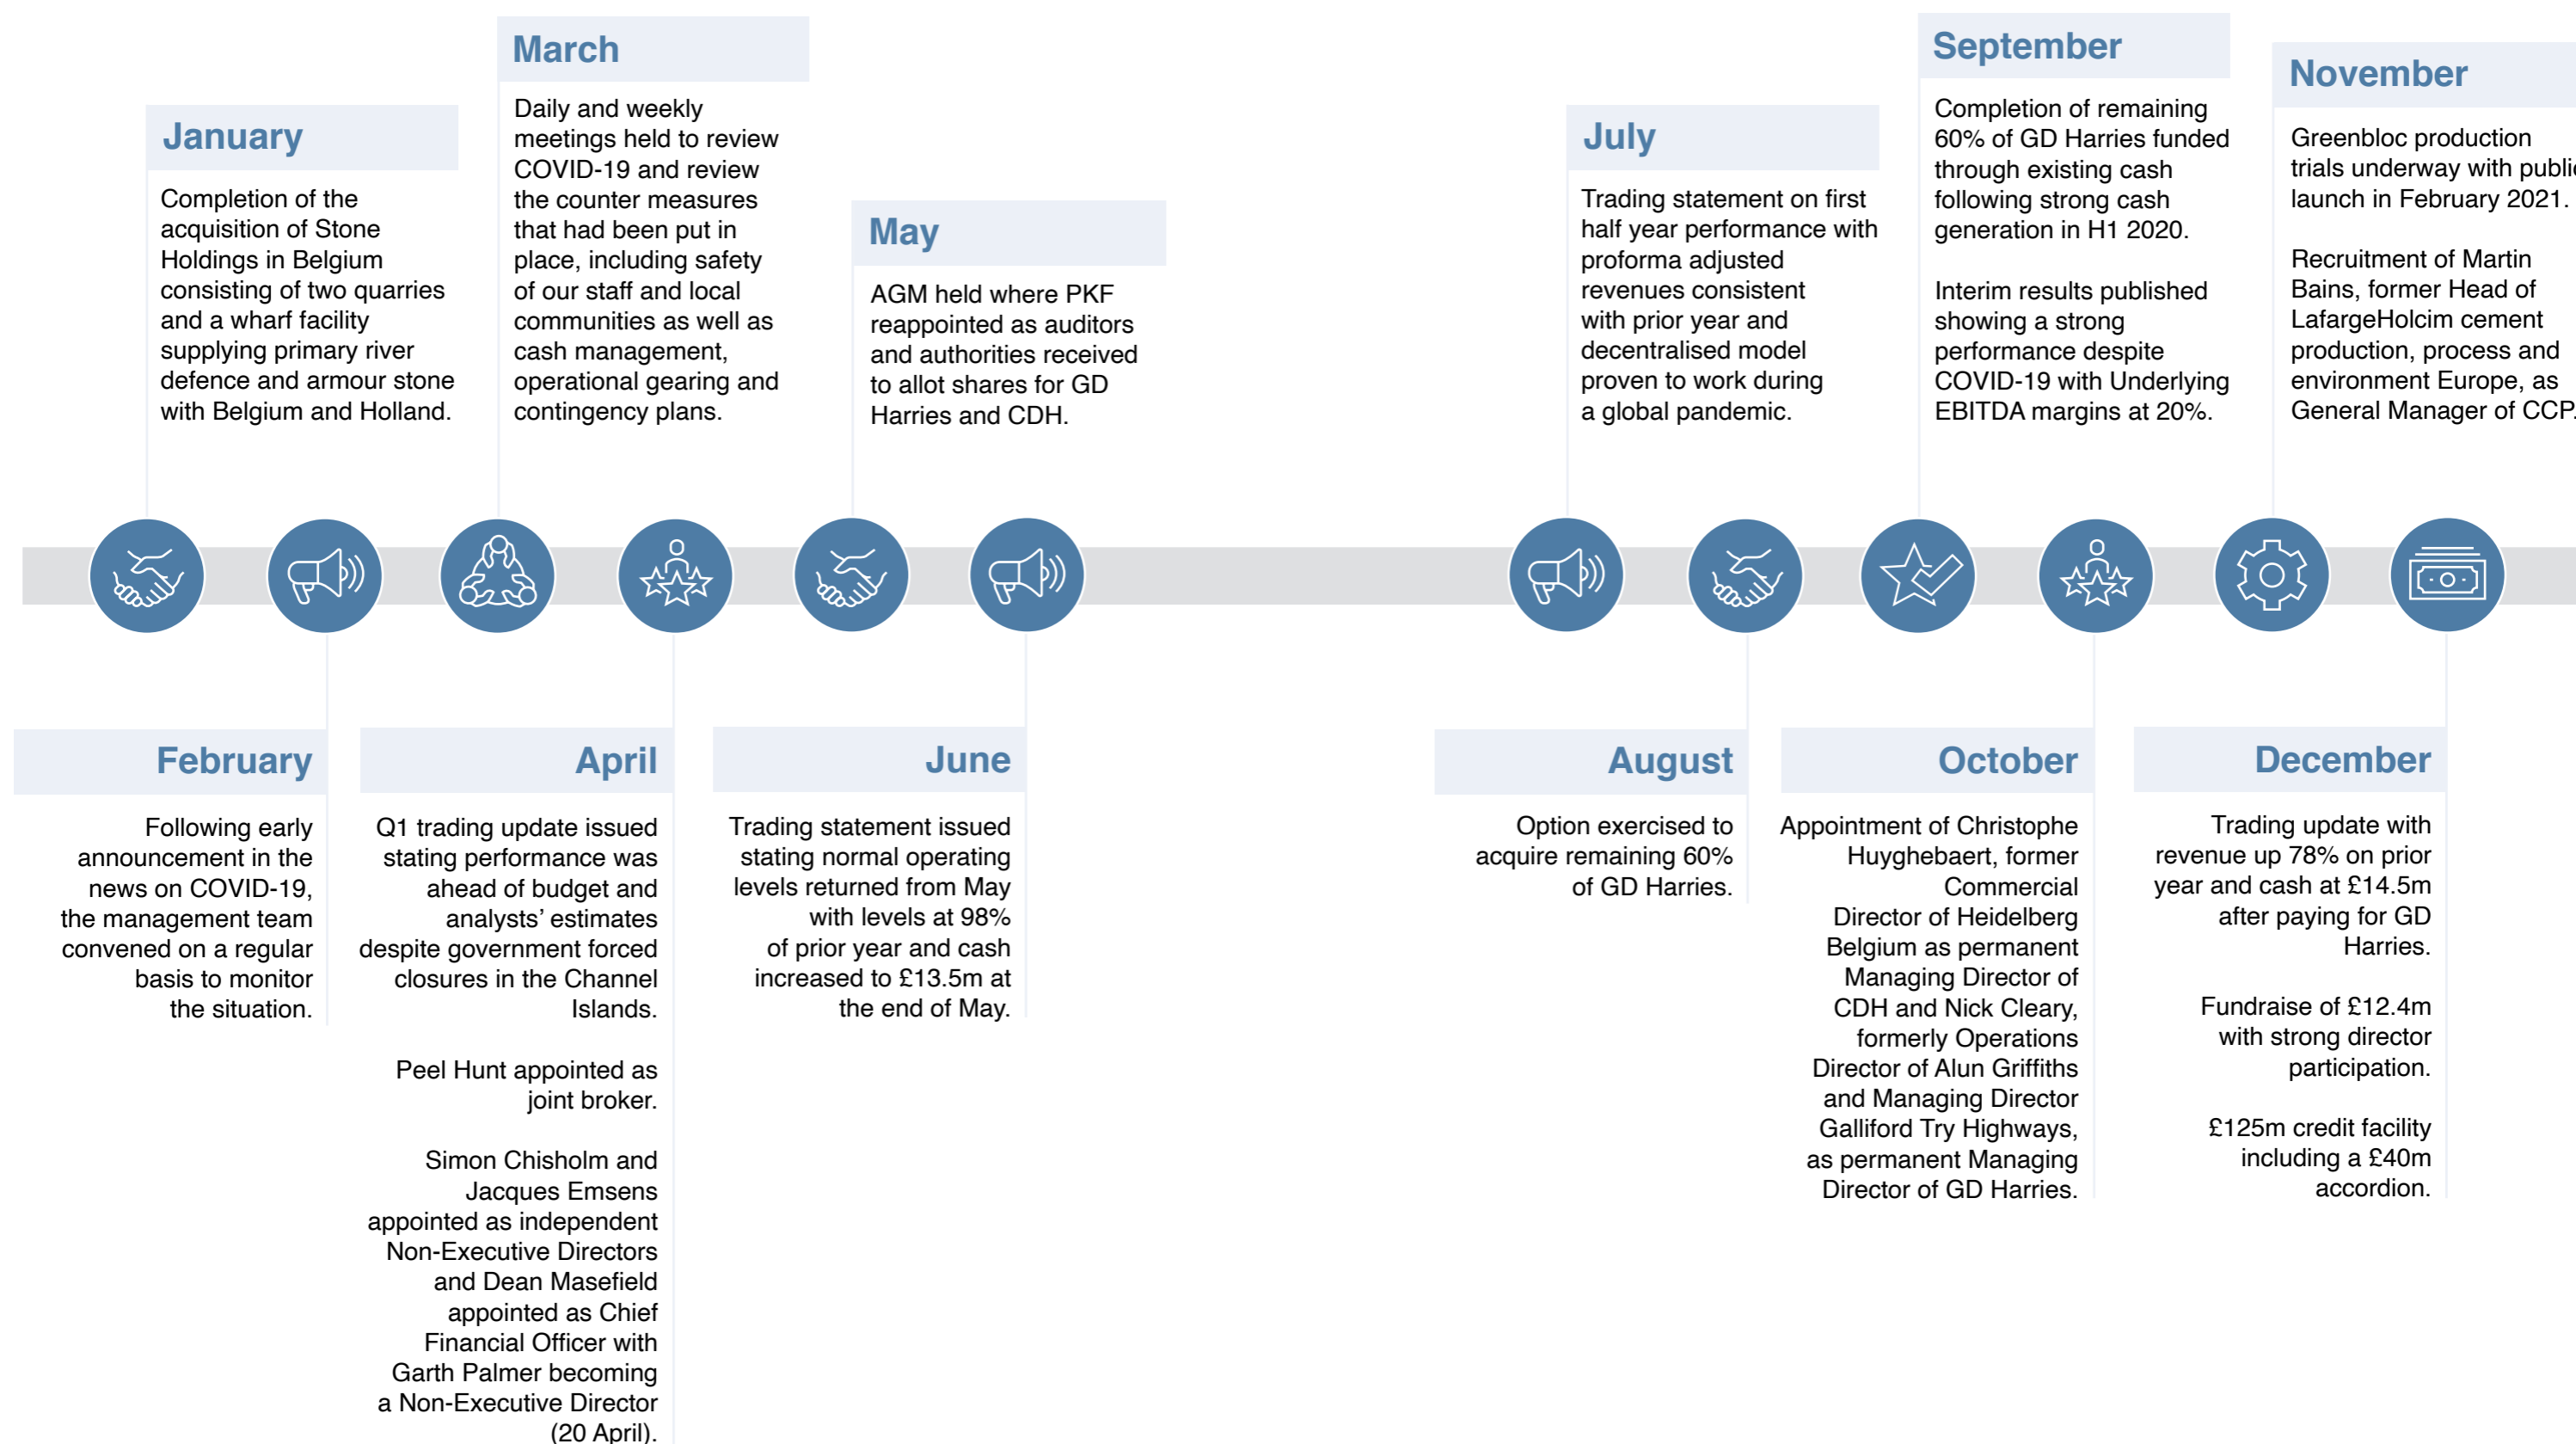 January
Completion of the
acquisition of Stone
Holdings in Belgium
consisting of two quarries
and a wharf facility
supplying primary river
defence and armour stone
with Belgium and Holland.
February
Following early
announcement in the
news on COVID-19,
the management team
convened on a regular
basis to monitor
the situation.
March
Daily and weekly
meetings held to review
COVID-19 and review
the counter measures
that had been put in
place, including safety
of our staff and local
communities as well as
cash management,
operational gearing and
contingency plans.
April
Q1 trading update issued
stating performance was
ahead of budget and
analysts’ estimates
despite government forced
closures in the Channel
Islands.
Peel Hunt appointed as
joint broker.
Simon Chisholm and
Jacques Emsens
appointed as independent
Non-Executive Directors
and Dean Masefield
appointed as Chief
Financial Officer with
Garth Palmer becoming
a Non-Executive Director
(20 April).
May
AGM held where PKF
reappointed as auditors
and authorities received
to allot shares for GD
Harries and CDH.
June
Trading statement issued
stating normal operating
levels returned from May
with levels at 98%
of prior year and cash
increased to £13.5m at
the end of May.
July
Trading statement on first
half year performance with
proforma adjusted
revenues consistent
with prior year and
decentralised model
proven to work during
a global pandemic.
August
Option exercised to
acquire remaining 60%
of GD Harries.
September
Completion of remaining
60% of GD Harries funded
through existing cash
following strong cash
generation in H1 2020.
Interim results published
showing a strong
performance despite
COVID-19 with Underlying
EBITDA margins at 20%.
October
Appointment of Christophe
Huyghebaert, former
Commercial
Director of Heidelberg
Belgium as permanent
Managing Director of
CDH and Nick Cleary,
formerly Operations
Director of Alun Griffiths
and Managing Director
Galliford Try Highways,
as permanent Managing
Director of GD Harries.
November
Greenbloc production
trials underway with
launch in February 2021.
Recruitment of Martin
Bains, former Head of
LafargeHolcim cement
production, process and
environment Europe, as
General Manager of CCP.
December
Trading update with
revenue up 78% on prior
year and cash at £14.5m
after paying for GD
Harries.
Fundraise of £12.4m
with strong director
participation.
£125m credit facility
including a £40m
accordion.